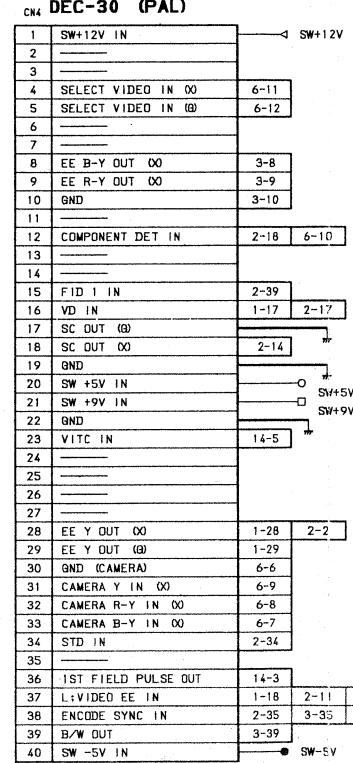 CN4 DEC-30 (PAL)
1 SW+12V IN SW+12V
2
3
4 SELECT VIDEO IN (X) 6-11
5 SELECT VIDEO IN (G) 6-12
6
7
8 EE B-Y OUT (X) 3-8
9 EE R-Y OUT (X) 3-9
10 GND 3-10
11
12 COMPONENT DET IN 2-18 6-10
13
14
15 FID 1 IN 2-39
16 VD IN 1-17 2-17
17 SC OUT (G)
18 SC OUT (X) 2-14
19 GND
20 SW +5V IN SW+5V
21 SW +9V IN SW+9V
22 GND
23 VITC IN 14-5
24
25
26
27
28 EE Y OUT (X) 1-28 2-2
29 EE Y OUT (G) 1-29
30 GND (CAMERA) 6-6
31 CAMERA Y IN (X) 6-9
32 CAMERA R-Y IN (X) 6-8
33 CAMERA B-Y IN (X) 6-7
34 STD IN 2-34
35
36 1ST FIELD PULSE OUT 14-3
37 L:VIDEO EE IN 1-18 2-11
38 ENCODE SYNC IN 2-35 3-35
39 B/W OUT 3-39
40 SW -5V IN SW-5V